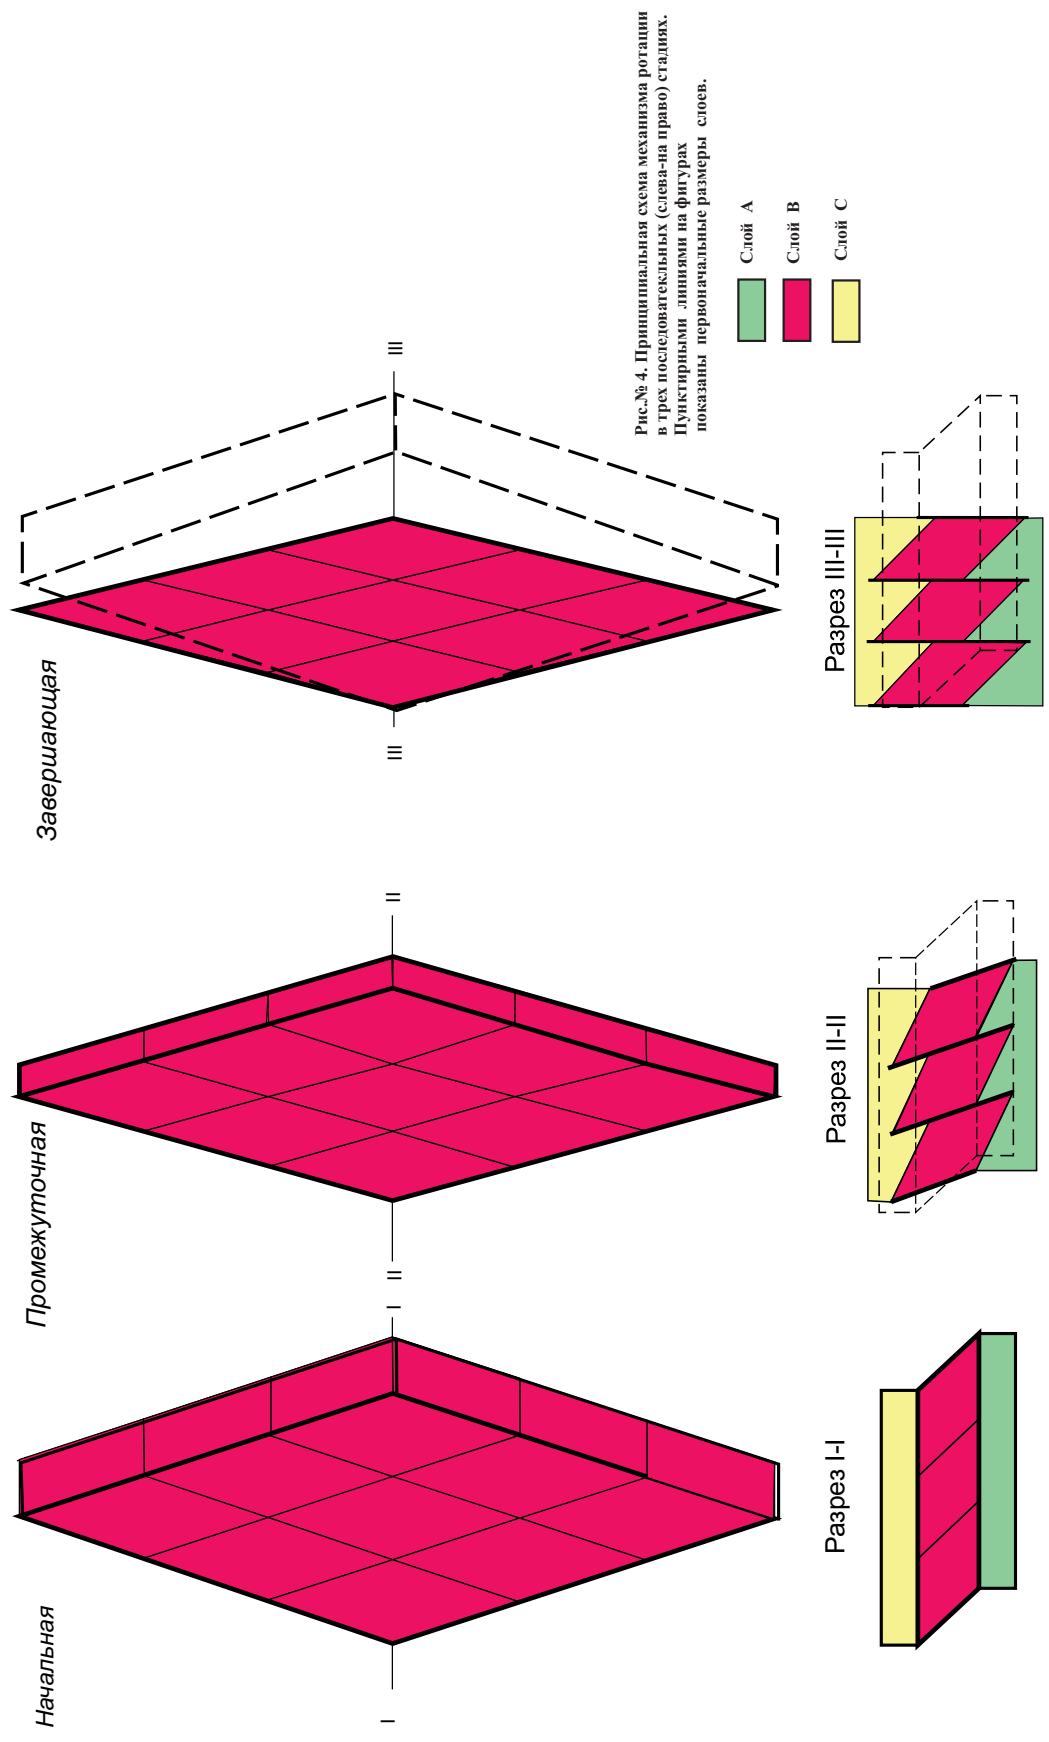 Начальная
Промежуточная
Завершающая
I
I
II
II
III
III
Разрез I-I
Разрез II-II
Разрез III-III
Рис.№ 4. Принципиальная схема механизма ротации
в трех последоватекльных (слева-на право) стадиях.
Пунктирными линиями на фигурах
показаны первоначальные размеры слоев.
Слой A
Слой B
Слой C